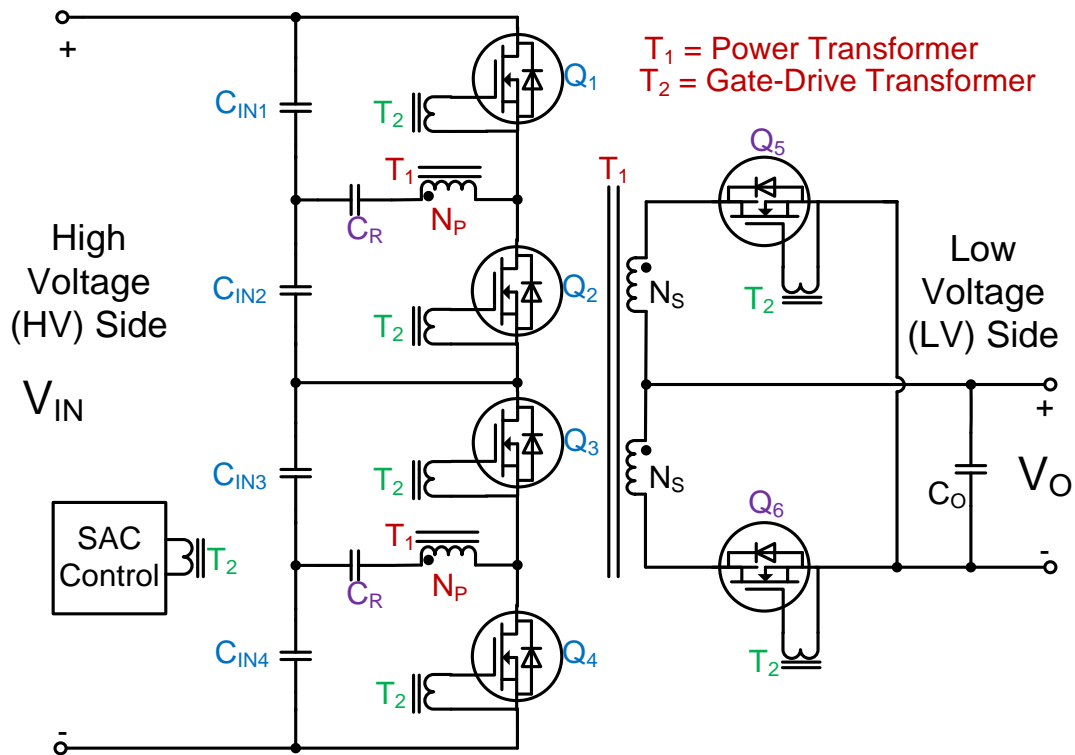 +
T1 = Power Transformer
T2 = Gate-Drive Transformer
Q1
CIN1
T2
T1
CR
NP
High
Voltage
(HV) Side
VIN
CIN2
T2
Q2
T1
Q5
T2
NS
Low
Voltage
(LV) Side
+
Q3
CIN3
T2
NS
Q6
CO
VO
-
SAC
Control
T2
T1
CR
NP
CIN4
T2
Q4
T2
-